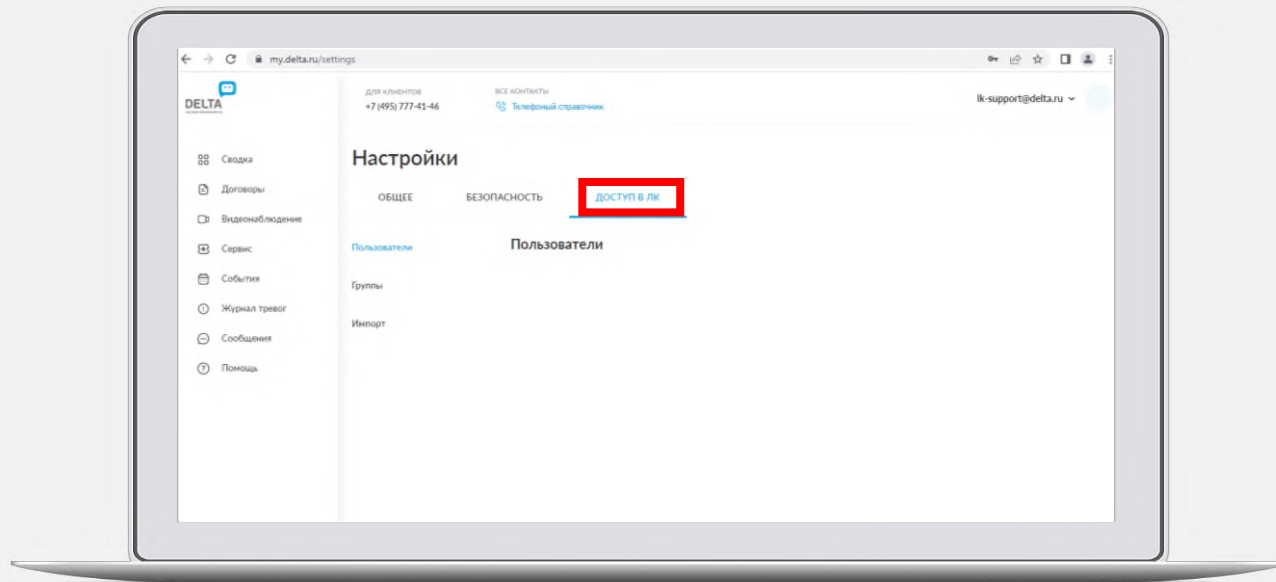 my.delta.ru/settings
DELTA
ДЛЯ КЛИЕНТОВ
+7 (495) 777-41-46
ВСЕ КОНТАКТЫ
Телефоный справочник
lk-support@delta.ru
Сводка
Договоры
Видеонаблюдение
Сервис
События
Журнал тревог
Сообщения
Помощь
Настройки
ОБЩЕЕ
БЕЗОПАСНОСТЬ
ДОСТУП В ЛК
Пользователи
Группы
Импорт
Пользователи